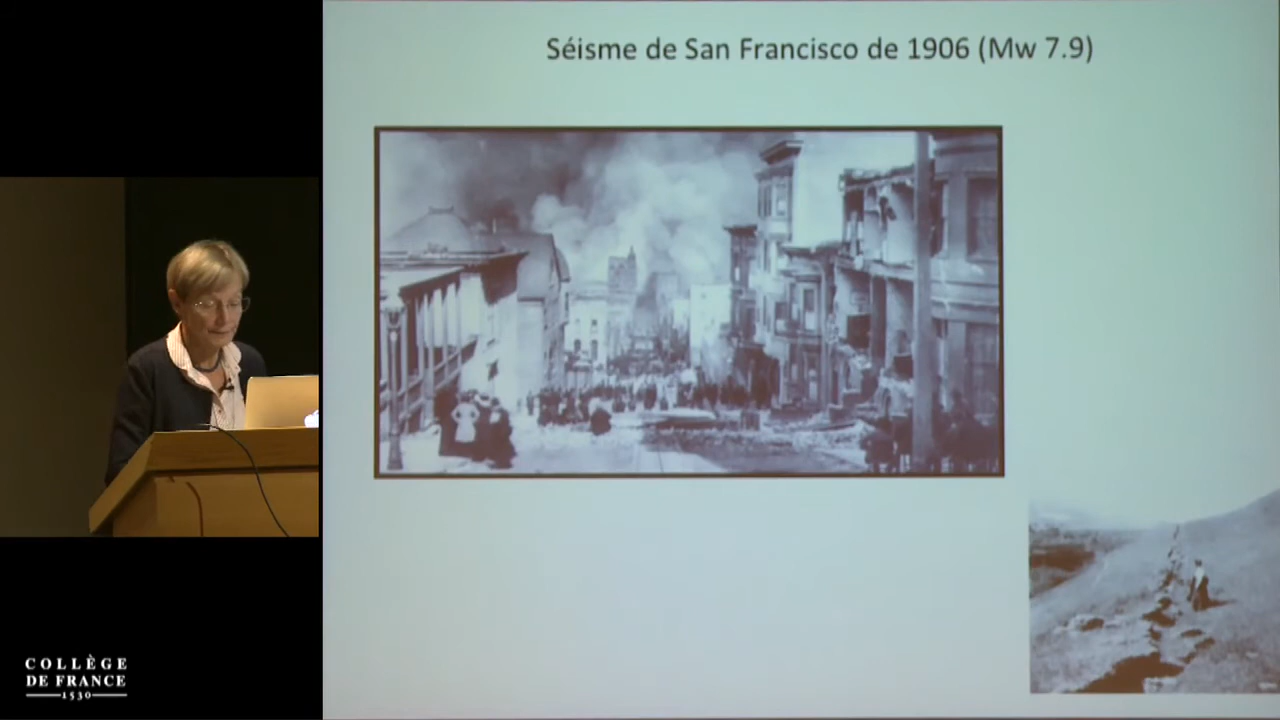 Séisme de San Francisco de 1906 (Mw 7.9)
COLLÈGE
DE FRANCE
1530